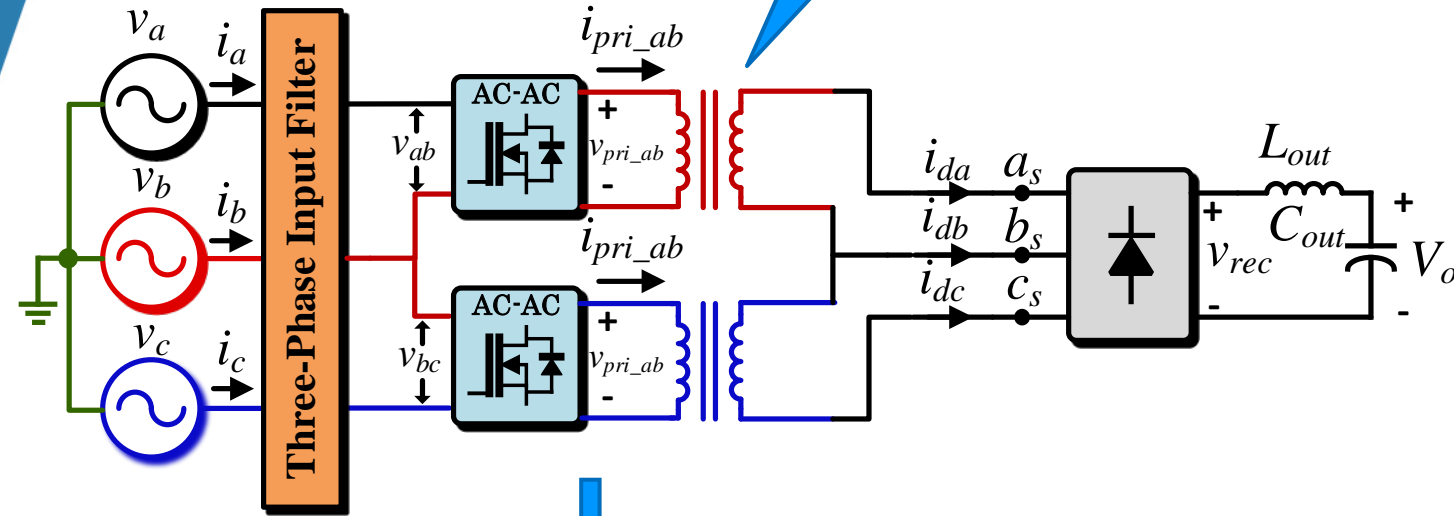 v_a
i_a
v_b
i_b
v_c
i_c
Three-Phase Input Filter
v_ab
v_bc
AC-AC
i_pri_ab
+
v_pri_ab
-
AC-AC
i_pri_ab
+
v_pri_ab
-
i_da
a_s
i_db
b_s
i_dc
c_s
+
v_rec
-
L_out
C_out
+
V_o
-